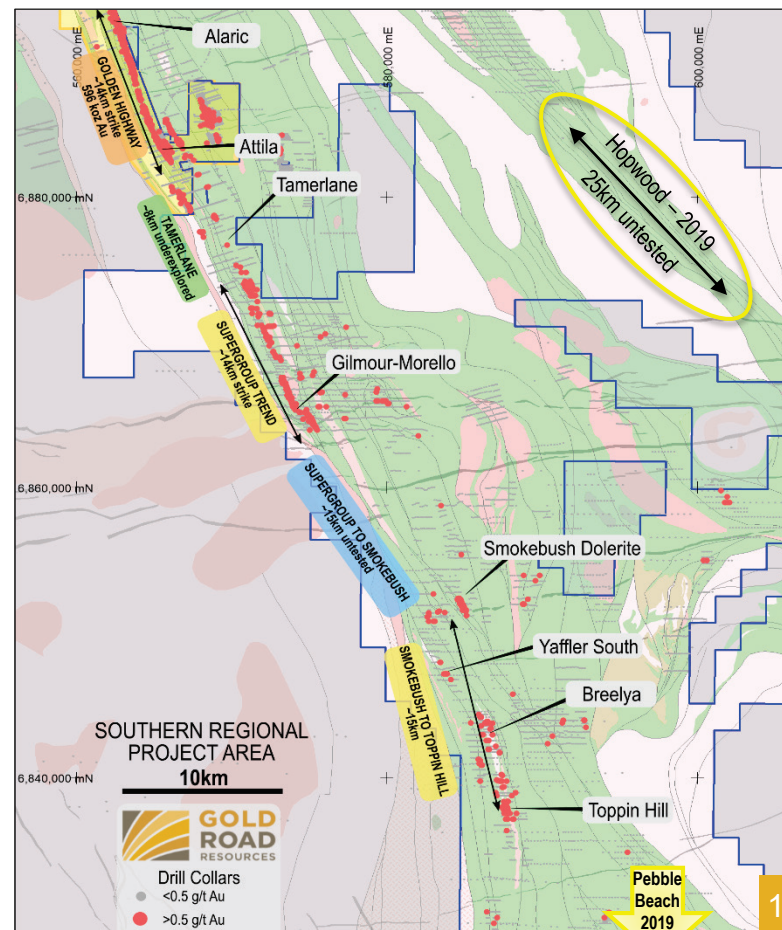 Alaric
560,000 mE
580,000 mE
600,000 mE
GOLDEN HIGHWAY
~14km strike
596 koz Au
Attila
Hopwood – 2019
25km untested
6,880,000 mN
Tamerlane
TAMERLANE
~8km underexplored
SUPERGROUP TREND
~14km strike
Gilmour-Morello
6,860,000 mN
SUPERGROUP TO SMOKEBUSH
~15km untested
Smokebush Dolerite
Yaffler South
SMOKEBUSH TO TOPPIN HILL
~15km
Breelya
SOUTHERN REGIONAL
PROJECT AREA
10km
6,840,000 mN
Toppin Hill
GOLD
ROAD
RESOURCES
Drill Collars
<0.5 g/t Au
>0.5 g/t Au
Pebble
Beach
2019
1